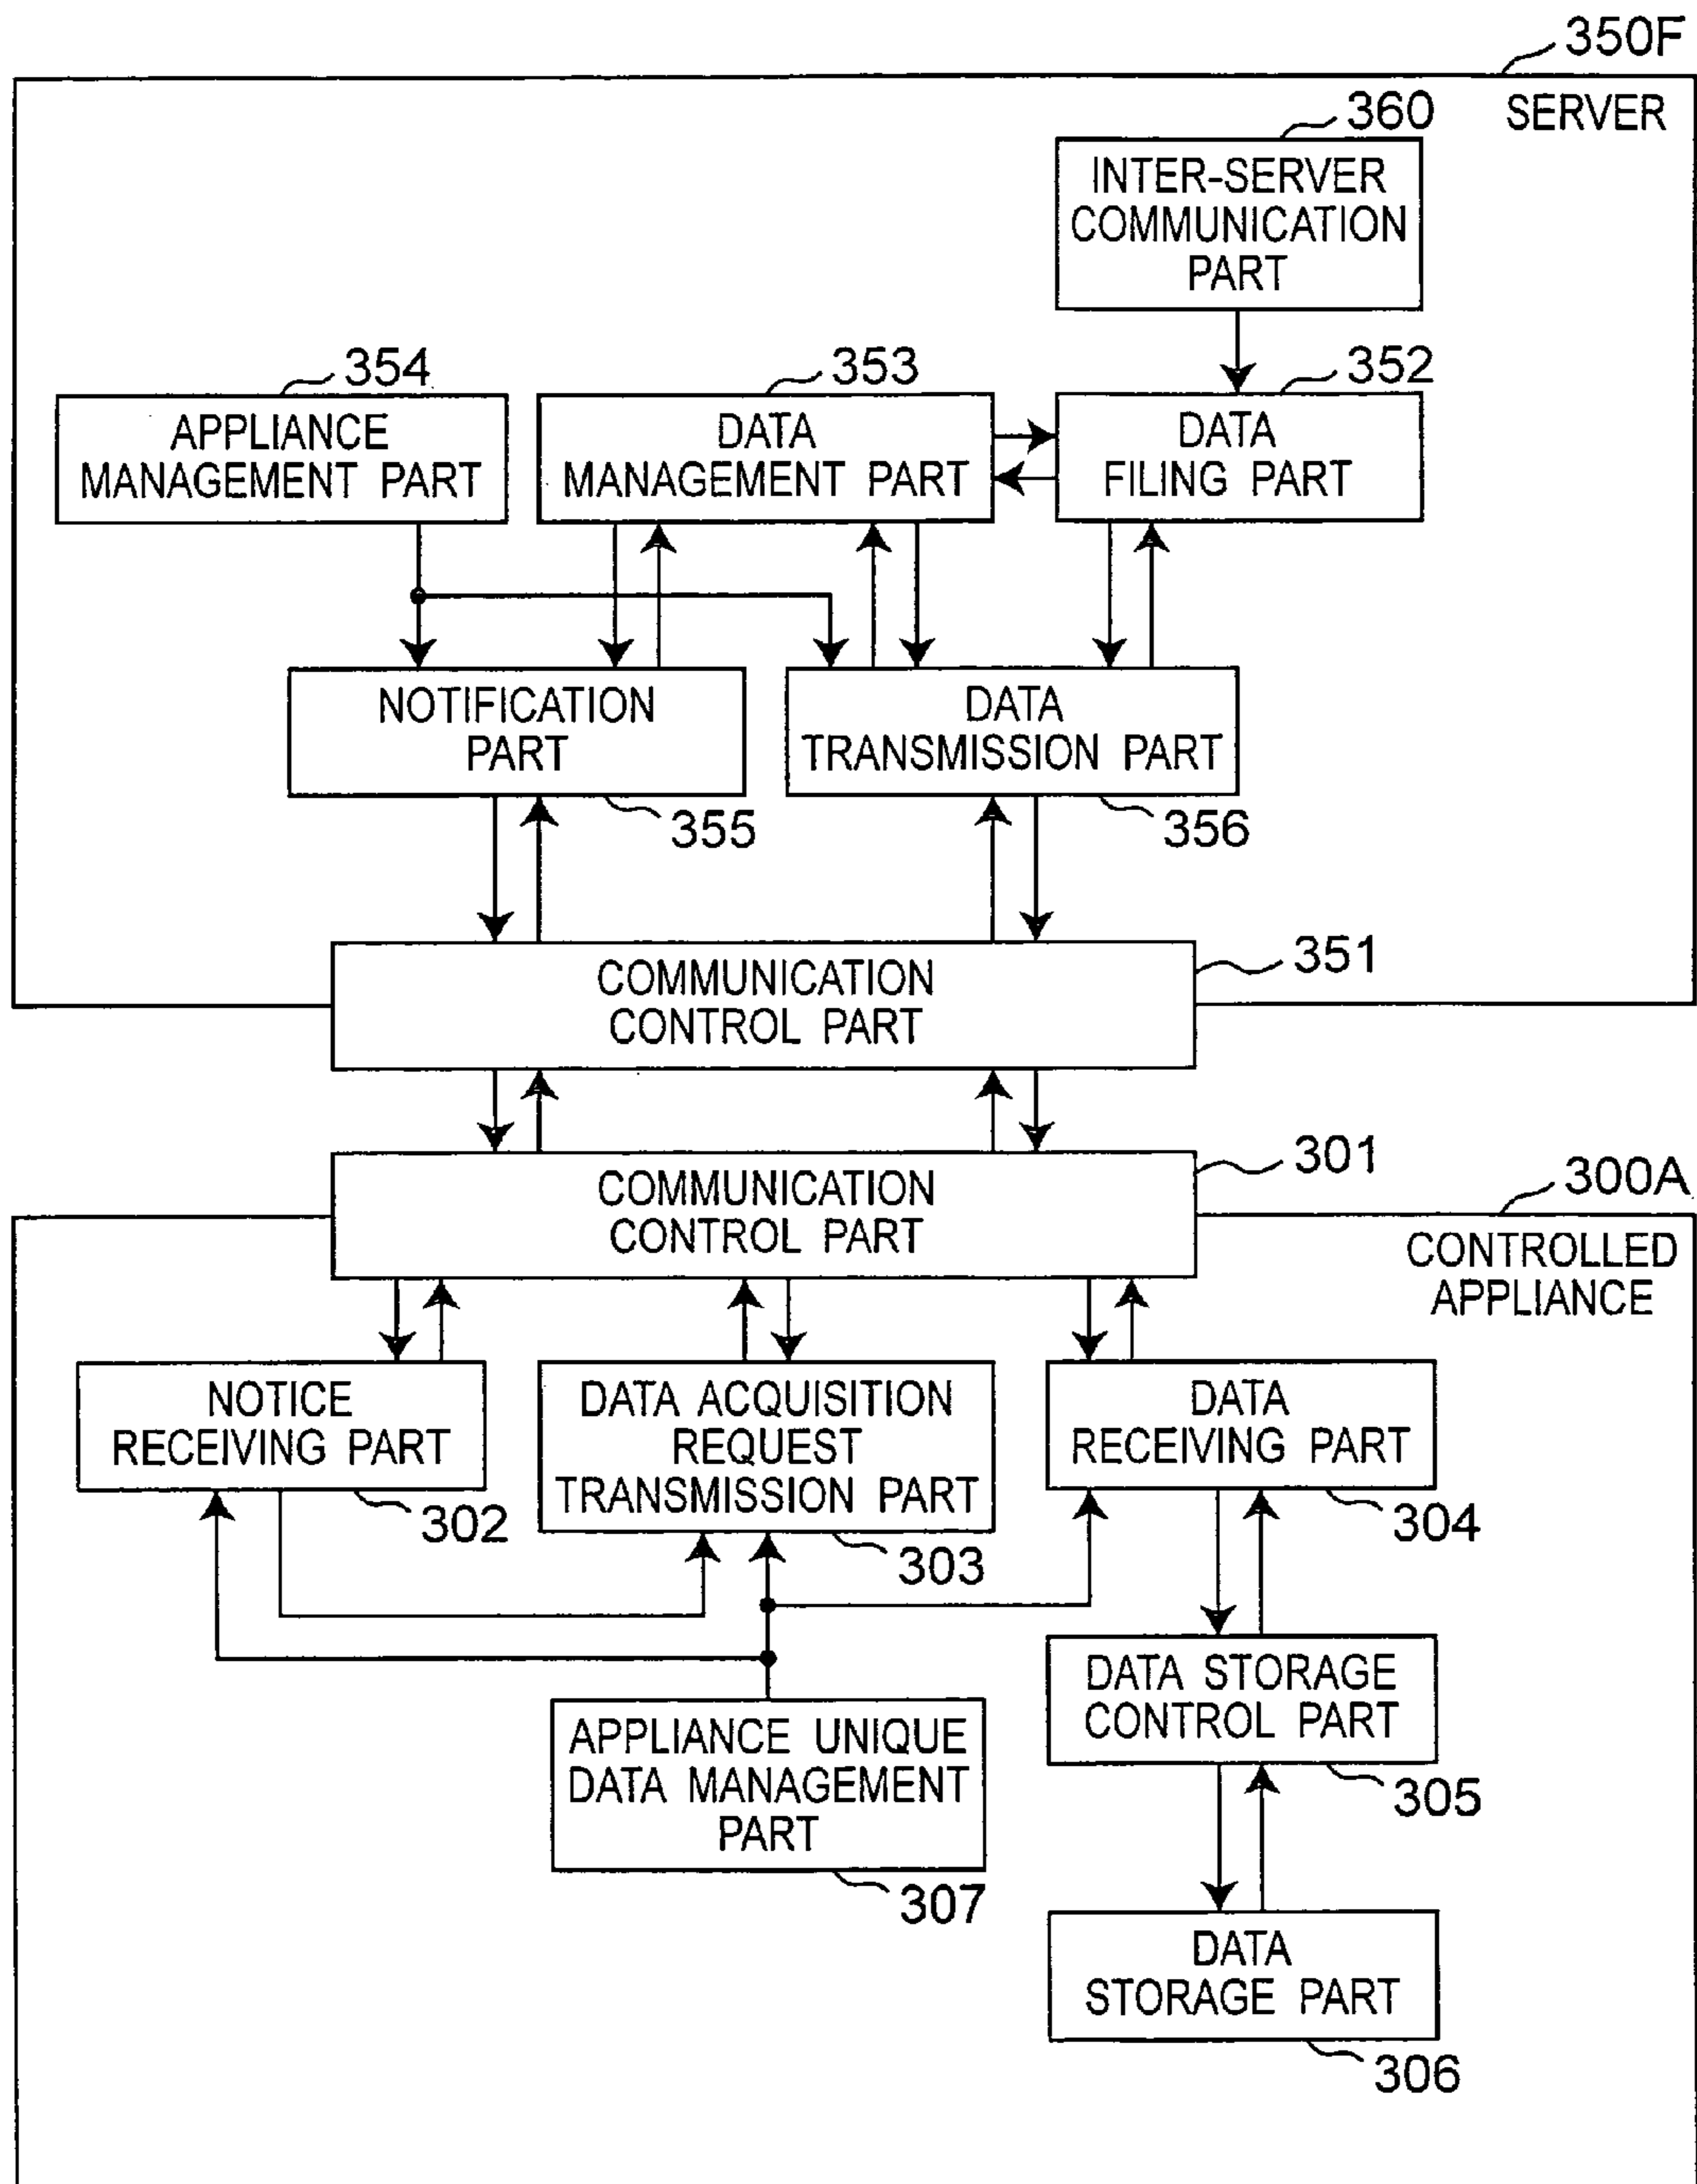 350F
SERVER
360
INTER-SERVER
COMMUNICATION
PART
354
353
352
APPLIANCE
MANAGEMENT PART
DATA
MANAGEMENT PART
DATA
FILING PART
NOTIFICATION
PART
DATA
TRANSMISSION PART
355
356
COMMUNICATION
CONTROL PART
351
COMMUNICATION
CONTROL PART
301
300A
CONTROLLED
APPLIANCE
NOTICE
RECEIVING PART
DATA ACQUISITION
REQUEST
TRANSMISSION PART
DATA
RECEIVING PART
302
303
304
DATA STORAGE
CONTROL PART
APPLIANCE UNIQUE
DATA MANAGEMENT
PART
305
307
DATA
STORAGE PART
306